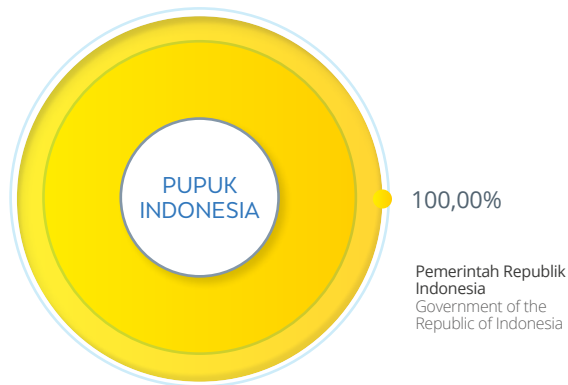 PUPUK
INDONESIA
100,00%
Pemerintah Republik
Indonesia
Government of the
Republic of Indonesia